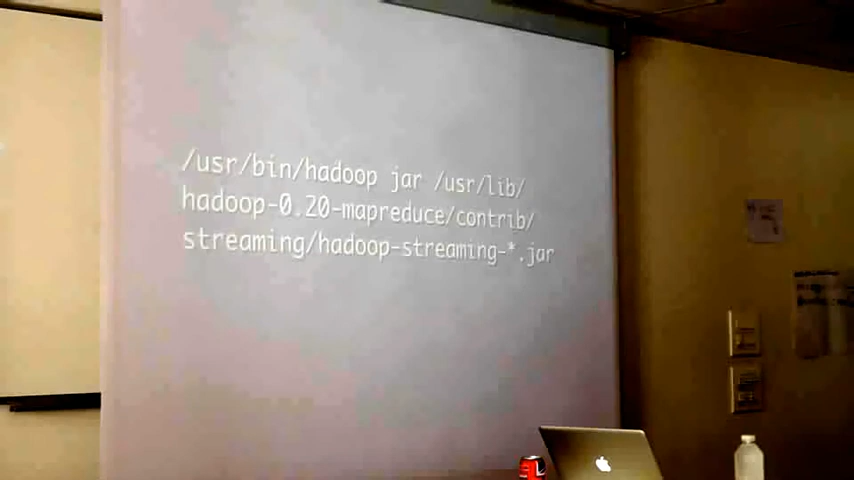 /usr/bin/hadoop jar /usr/lib/
hadoop-0.20-mapreduce/contrib/
streaming/hadoop-streaming-*.jar